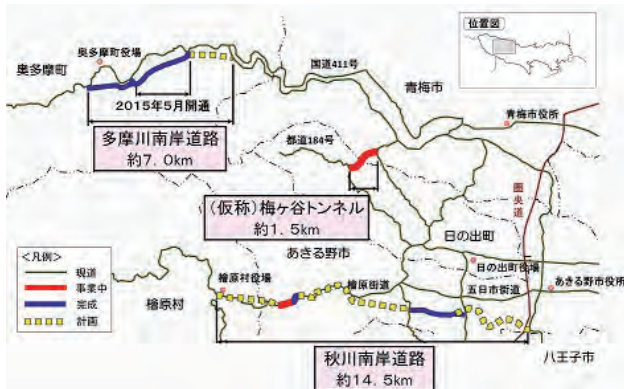 位置図
奥多摩町役場
奥多摩町
国道411号
青梅市
2015年5月開通
青梅市役所
多摩川南岸道路
約7.0km
都道184号
圏央道
(仮称)梅ヶ谷トンネル
約1.5km
日の出町
あきる野市
<凡例>
現道
事業中
完成
計画
檜原村役場
檜原街道
日の出町役場
五日市街道
あきる野市役所
檜原村
秋川南岸道路
約14.5km
八王子市